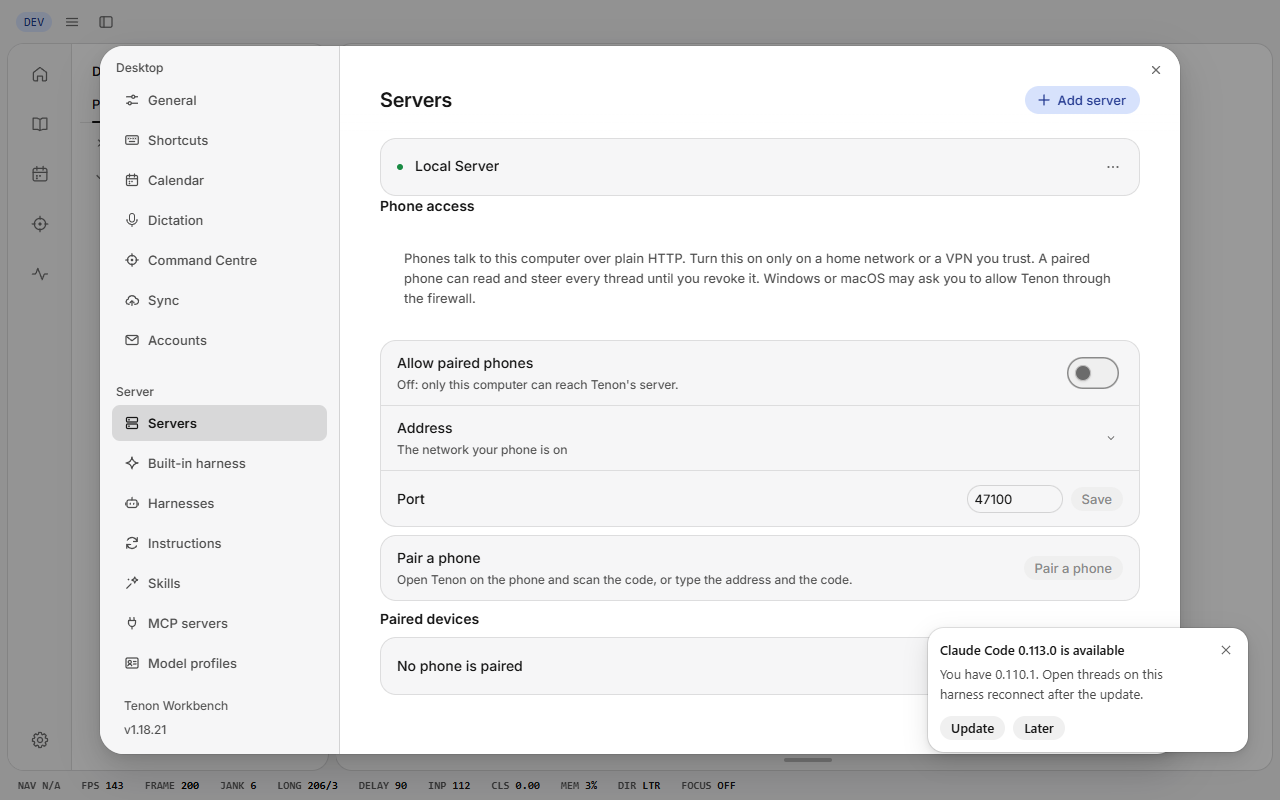 DEV
Desktop
General
Shortcuts
Calendar
Dictation
Command Centre
Sync
Accounts
Server
Servers
Built-in harness
Harnesses
Instructions
Skills
MCP servers
Model profiles
Tenon Workbench
v1.18.21
Servers
Add server
Local Server
Phone access
Phones talk to this computer over plain HTTP. Turn this on only on a home network or a VPN you trust. A paired
phone can read and steer every thread until you revoke it. Windows or macOS may ask you to allow Tenon through
the firewall.
Allow paired phones
Off: only this computer can reach Tenon's server.
Address
The network your phone is on
Port
47100
Save
Pair a phone
Open Tenon on the phone and scan the code, or type the address and the code.
Pair a phone
Paired devices
No phone is paired
Claude Code 0.113.0 is available
You have 0.110.1. Open threads on this
harness reconnect after the update.
Update
Later
NAV N/A FPS 143 FRAME 200 JANK 6 LONG 206/3 DELAY 90 INP 112 CLS 0.00 MEM 3% DIR LTR FOCUS OFF